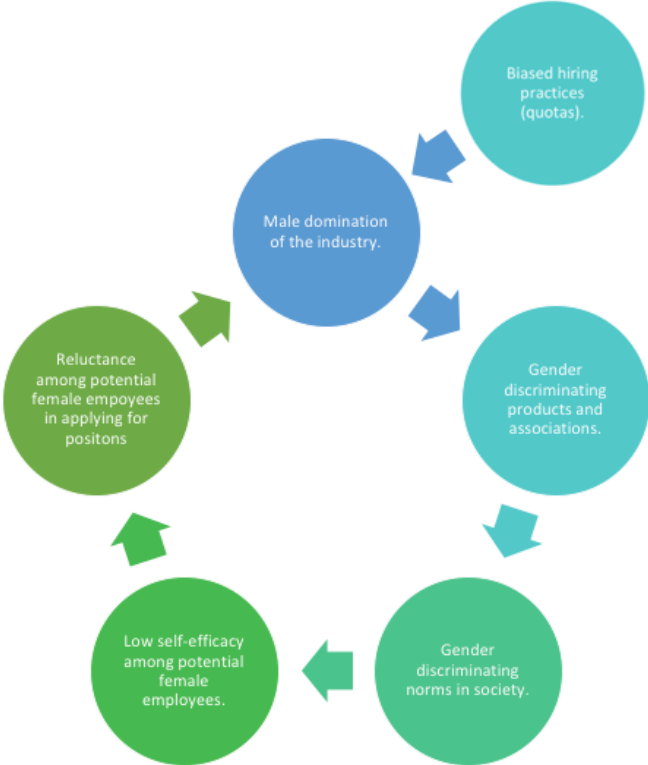 Biased hiring
practices
(quotas).
Male domination
of the industry.
Gender
discriminating
products and
associations.
Gender
discriminating
norms in society.
Low self-efficacy
among potential
female
employees.
Reluctance
among potential
female empoyees
in applying for
positons